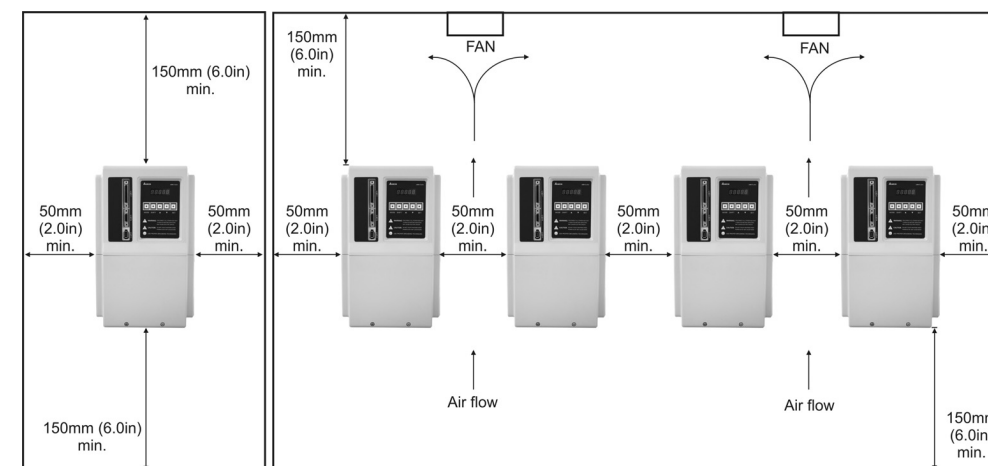 150mm (6.0in)
min.
50mm
(2.0in)
min.
50mm
(2.0in)
min.
150mm (6.0in)
min.
150mm
(6.0in)
min.
FAN
FAN
50mm
(2.0in)
min.
50mm
(2.0in)
min.
50mm
(2.0in)
min.
50mm
(2.0in)
min.
50mm
(2.0in
min.
Air flow
Air flow
150mm
(6.0in
min.